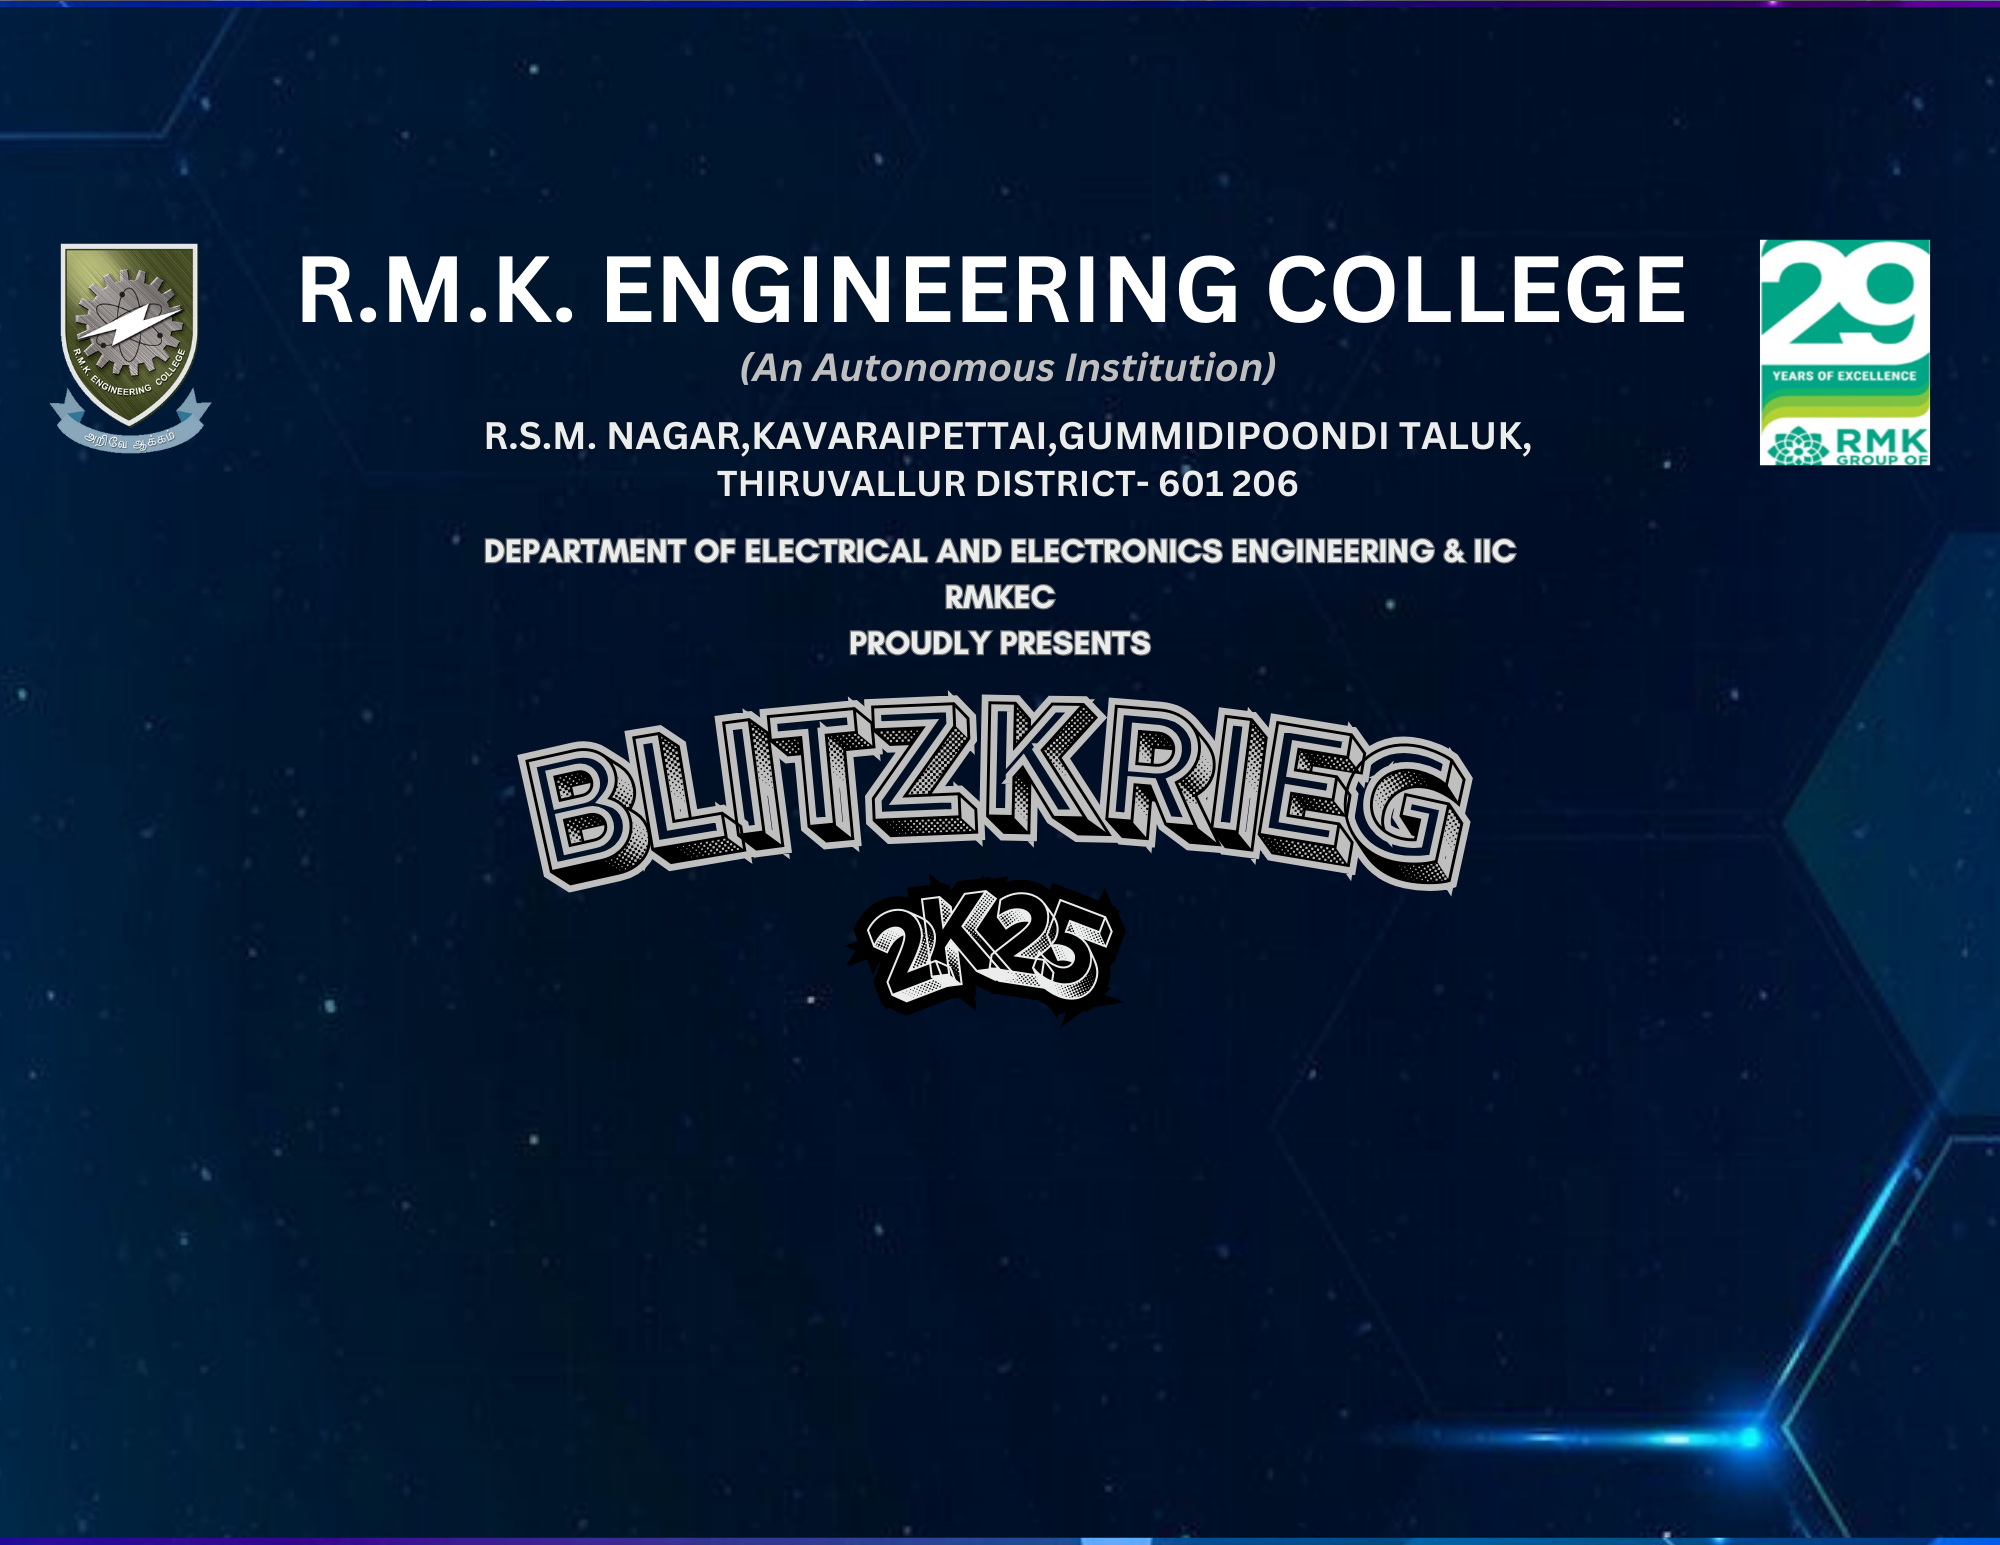 R.M.K. ENGINEERING COLLEGE
(An Autonomous Institution)
R.S.M. NAGAR,KAVARAIPETTAI,GUMMIDIPOONDI TALUK,
THIRUVALLUR DISTRICT- 601 206
R.M.K. ENGINEERING COLLEGE
அறிவே ஆக்கம்
29
YEARS OF EXCELLENCE
RMK
GROUP OF
DEPARTMENT OF ELECTRICAL AND ELECTRONICS ENGINEERING & IIC
RMKEC
PROUDLY PRESENTS
BLITZKRIEG
2K25